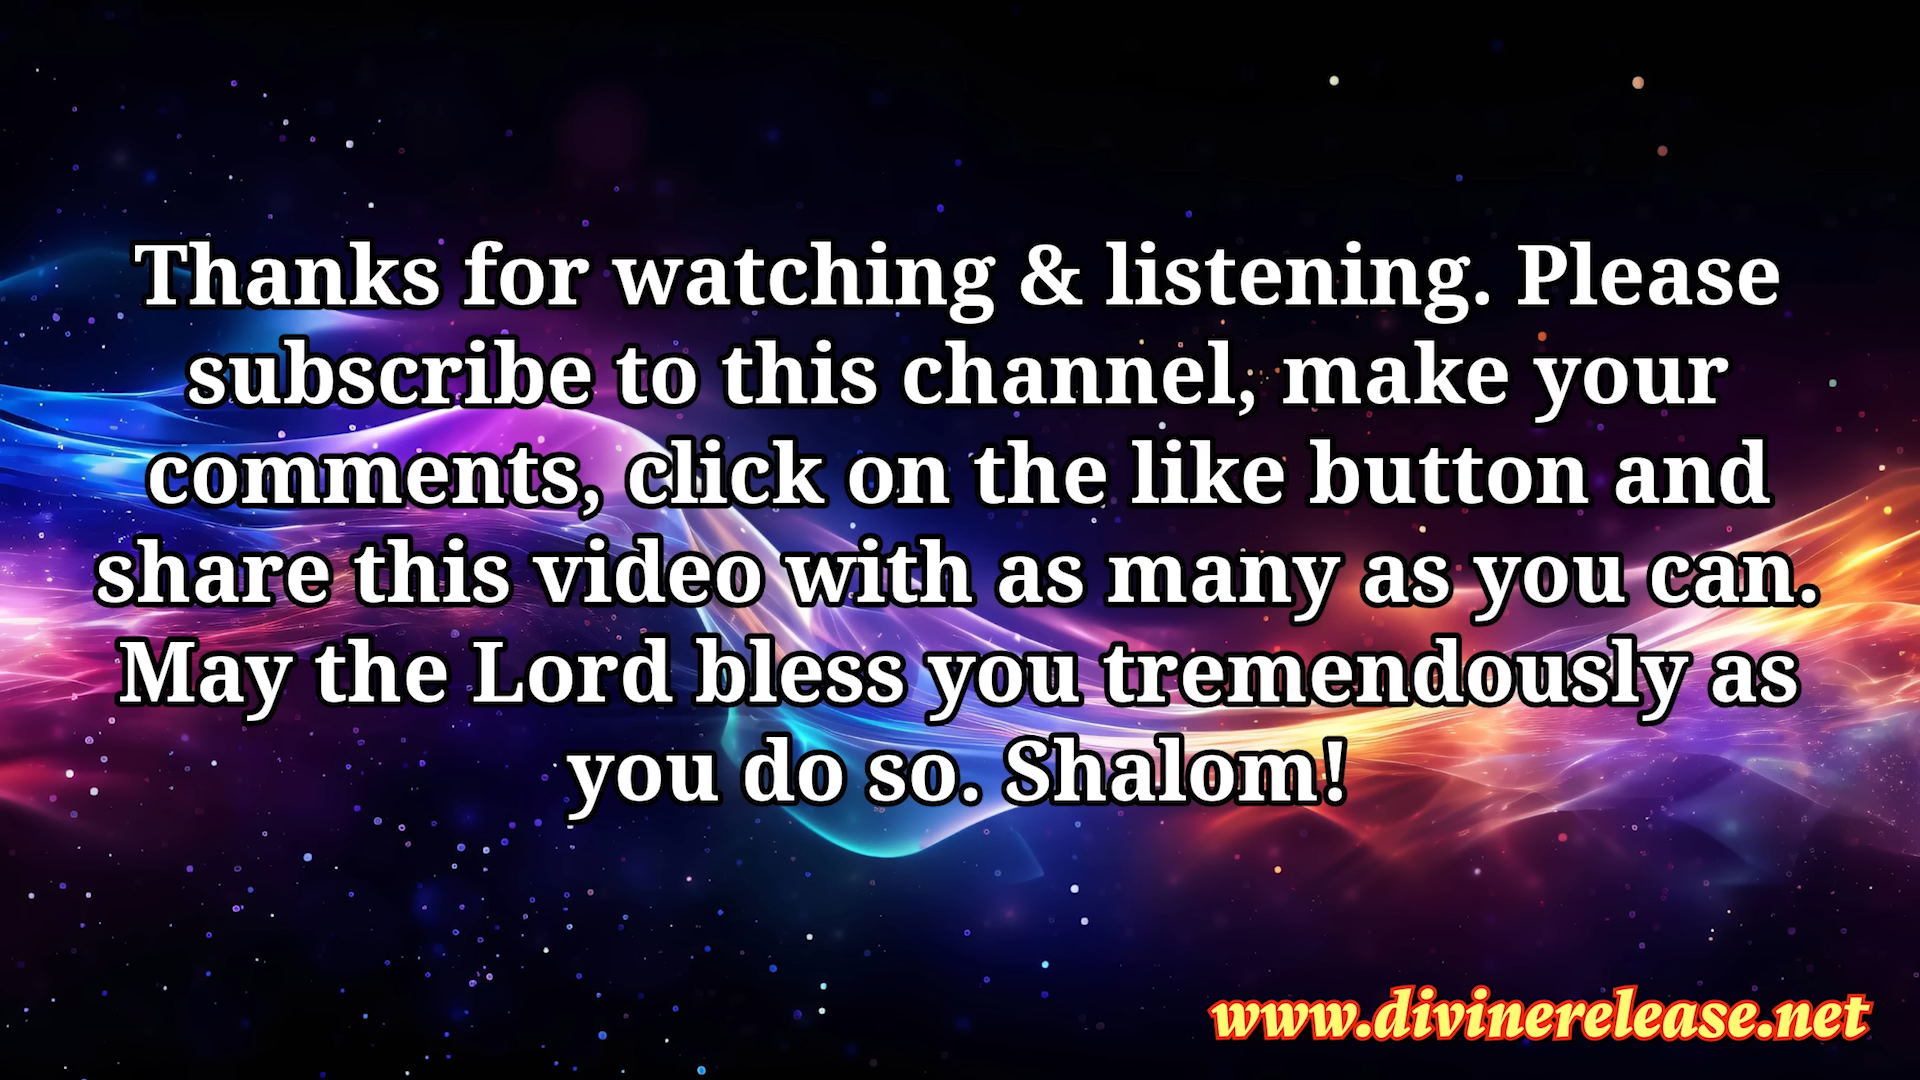 Thanks for watching & listening. Please
subscribe to this channel, make your
comments, click on the like button and
share this video with as many as you can.
May the Lord bless you tremendously as
you do so. Shalom!
www.divinerelease.net